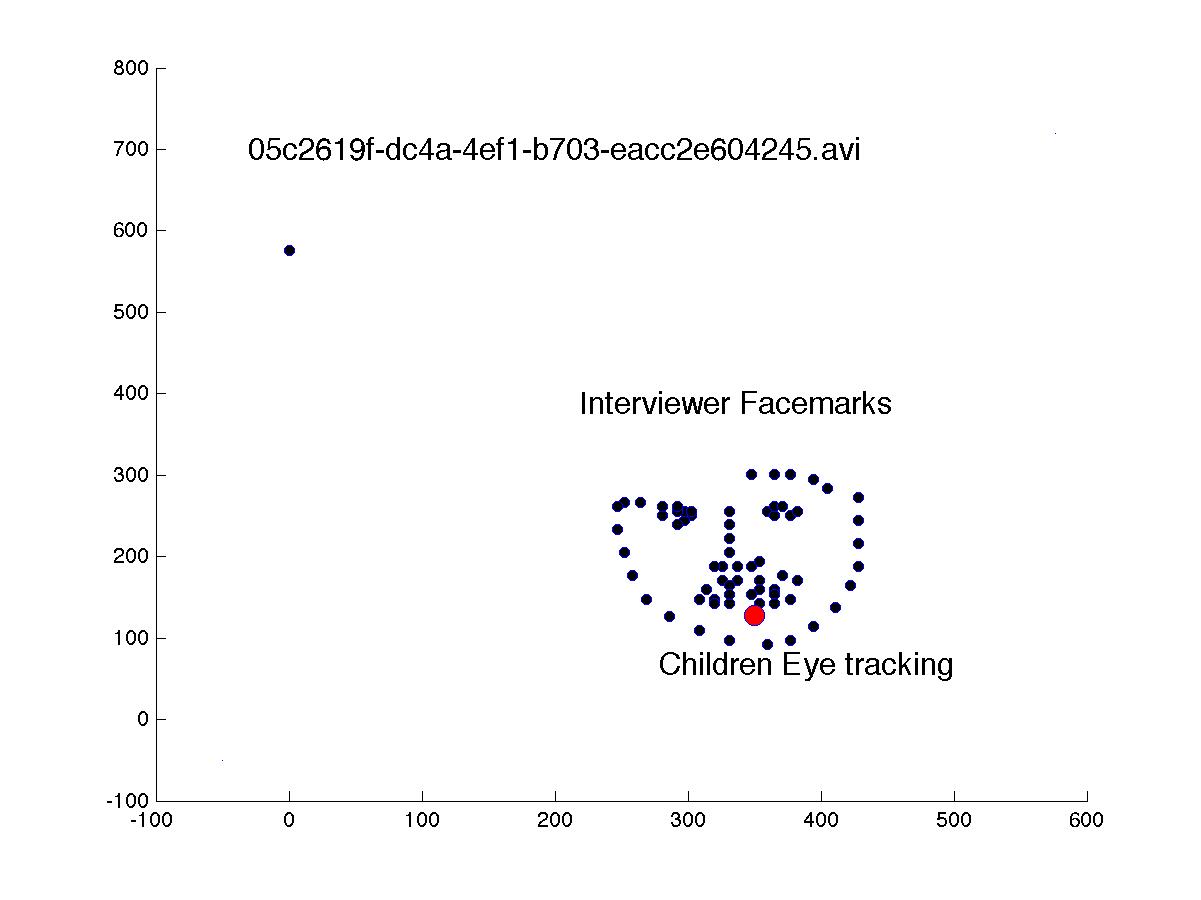 800
700
05c2619f-dc4a-4ef1-b703-eacc2e604245.avi
600
500
400
Interviewer Facemarks
300
200
100
Children Eye tracking
0
-100
-100 0 100 200 300 400 500 600